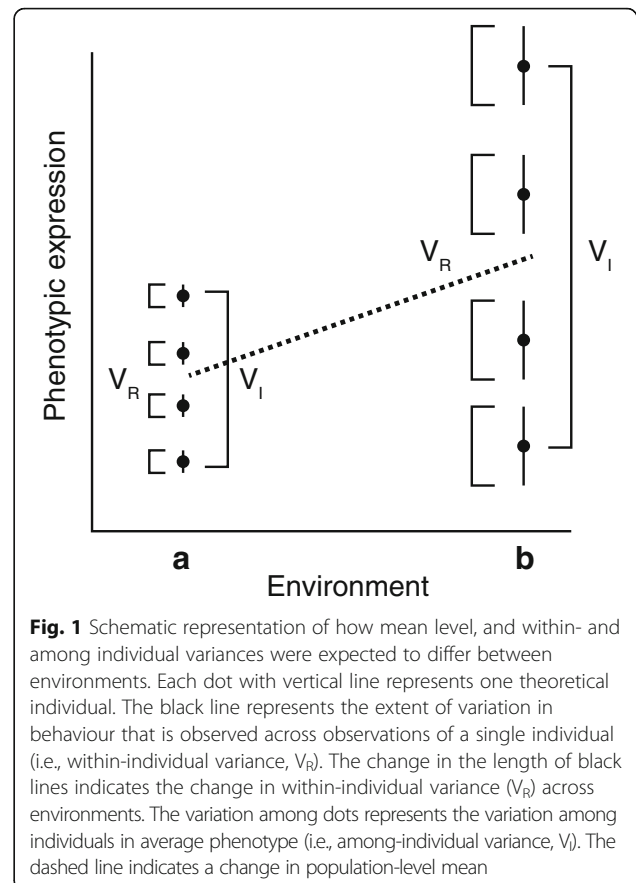 Phenotypic expression
V_R
V_I
V_R
V_I
a
b
Environment
Fig. 1 Schematic representation of how mean level, and within- and
among individual variances were expected to differ between
environments. Each dot with vertical line represents one theoretical
individual. The black line represents the extent of variation in
behaviour that is observed across observations of a single individual
(i.e., within-individual variance, V_R). The change in the length of black
lines indicates the change in within-individual variance (V_R) across
environments. The variation among dots represents the variation among
individuals in average phenotype (i.e., among-individual variance, V_I). The
dashed line indicates a change in population-level mean